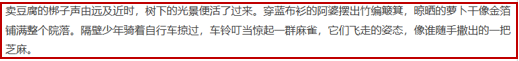 卖豆腐的梆子声由远及近时，树下的光景便活了过来。穿蓝布衫的阿婆摆出竹编簸箕，晾晒的萝卜干像金箔
铺满整个院落。隔壁少年骑着自行车掠过，车铃叮当惊起一群麻雀，它们飞走的姿态，像谁随手撒出的一把
芝麻。